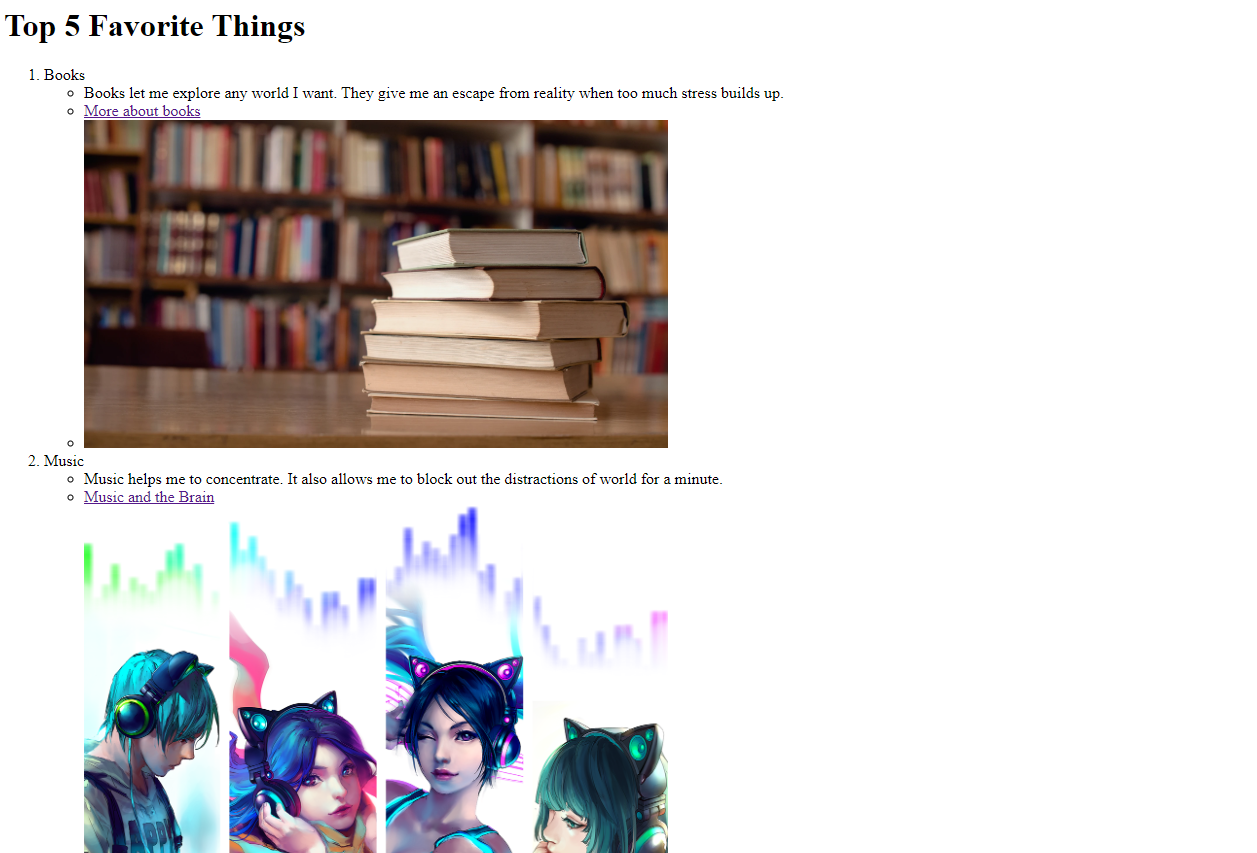 Top 5 Favorite Things
1. Books
Books let me explore any world I want. They give me an escape from reality when too much stress builds up.
More about books
2. Music
Music helps me to concentrate. It also allows me to block out the distractions of world for a minute.
Music and the Brain